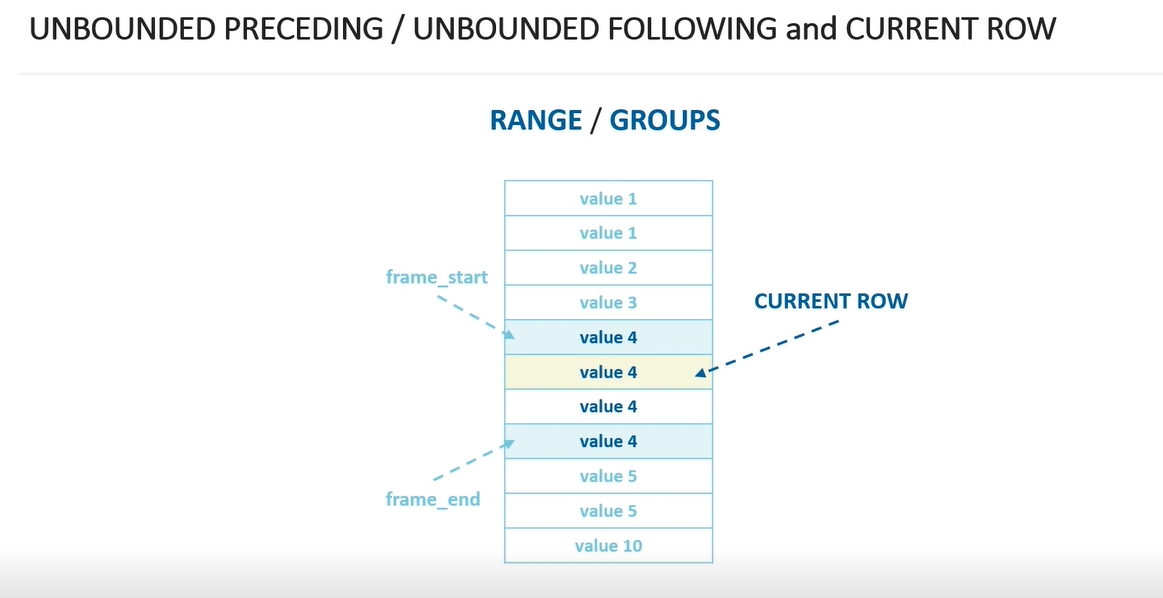 UNBOUNDED PRECEDING / UNBOUNDED FOLLOWING and CURRENT ROW
RANGE / GROUPS
value 1
value 1
value 2
frame_start
value 3
CURRENT ROW
value 4
value 4
value 4
value 4
value 5
frame_end
value 5
value 10